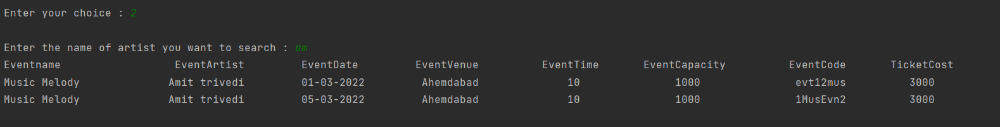 Enter your choice : 2
Enter the name of artist you want to search : am
Eventname EventArtist EventDate EventVenue EventTime EventCapacity EventCode TicketCost
Music Melody Amit trivedi 01-03-2022 Ahemdabad 10 1000 evt12mus 3000
Music Melody Amit trivedi 05-03-2022 Ahemdabad 10 1000 1MusEvn2 3000